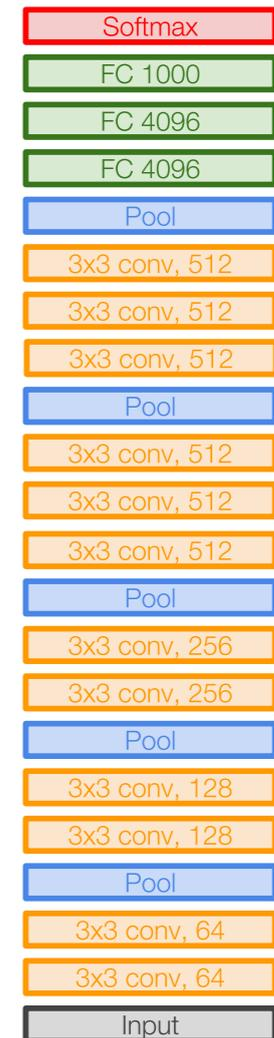 Softmax
FC 1000
FC 4096
FC 4096
Pool
3x3 conv, 512
3x3 conv, 512
3x3 conv, 512
Pool
3x3 conv, 512
3x3 conv, 512
3x3 conv, 512
Pool
3x3 conv, 256
3x3 conv, 256
Pool
3x3 conv, 128
3x3 conv, 128
Pool
3x3 conv, 64
3x3 conv, 64
Input